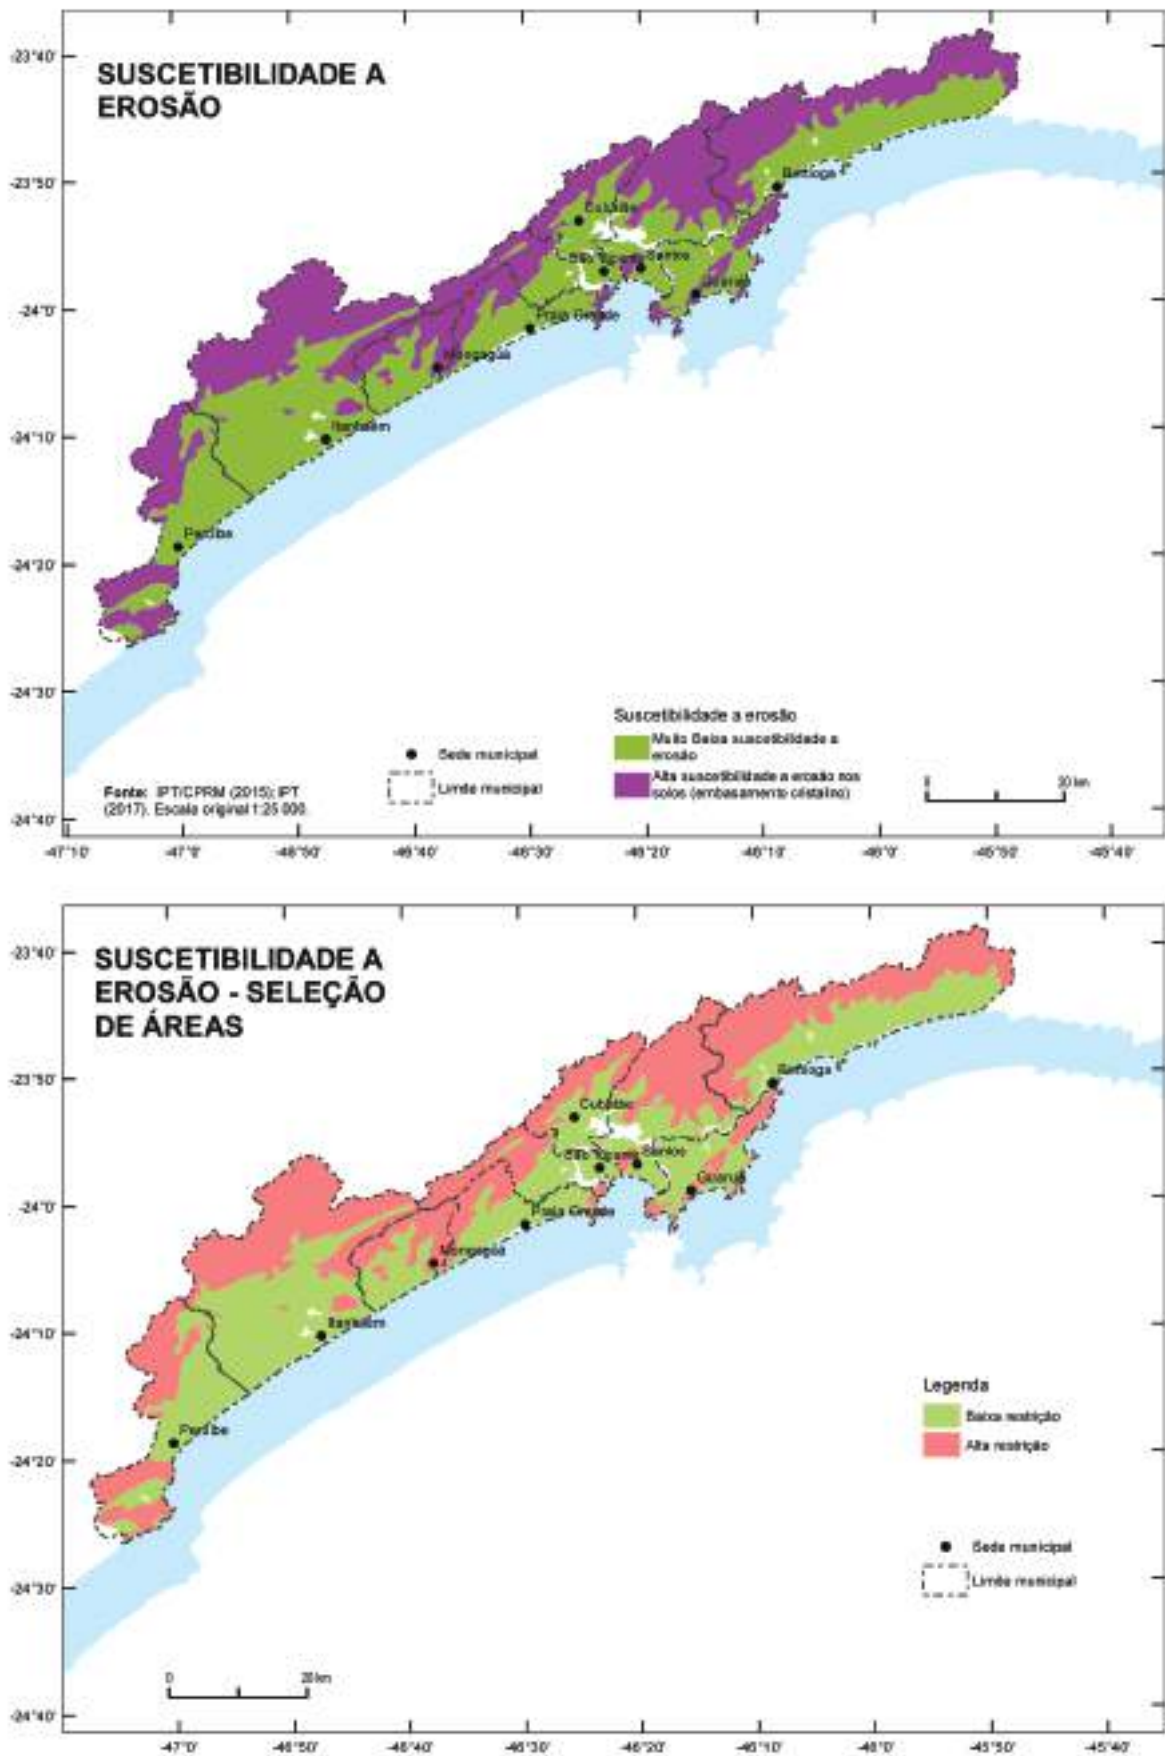 SUSCETIBILIDADE A
EROSÃO
-23°40'
-23°50'
-24°0'
-24°10'
-24°20'
-24°30'
-24°40'
Bertioga
Cubatão
São Vicente
Santos
Guarujá
Praia Grande
Mongaguá
Itanhaém
Peruíbe
Suscetibilidade a erosão
Muito Baixa suscetibilidade a
erosão
Alta suscetibilidade a erosão nos
solos (embasamento cristalino)
Sede municipal
Limite municipal
Fonte: IPT/CPRM (2015); IPT
(2017). Escala original 1:25 000.
0 20 km
-47°10' -47°0' -46°50' -46°40' -46°30' -46°20' -46°10' -46°0' -45°50' -45°40'
SUSCETIBILIDADE A
EROSÃO - SELEÇÃO
DE ÁREAS
-23°40'
-23°50'
-24°0'
-24°10'
-24°20'
-24°30'
-24°40'
Bertioga
Cubatão
São Vicente
Santos
Guarujá
Praia Grande
Mongaguá
Itanhaém
Peruíbe
Legenda
Baixa restrição
Alta restrição
Sede municipal
Limite municipal
0 20 km
-47°0' -46°50' -46°40' -46°30' -46°20' -46°10' -46°0' -45°50' -45°40'